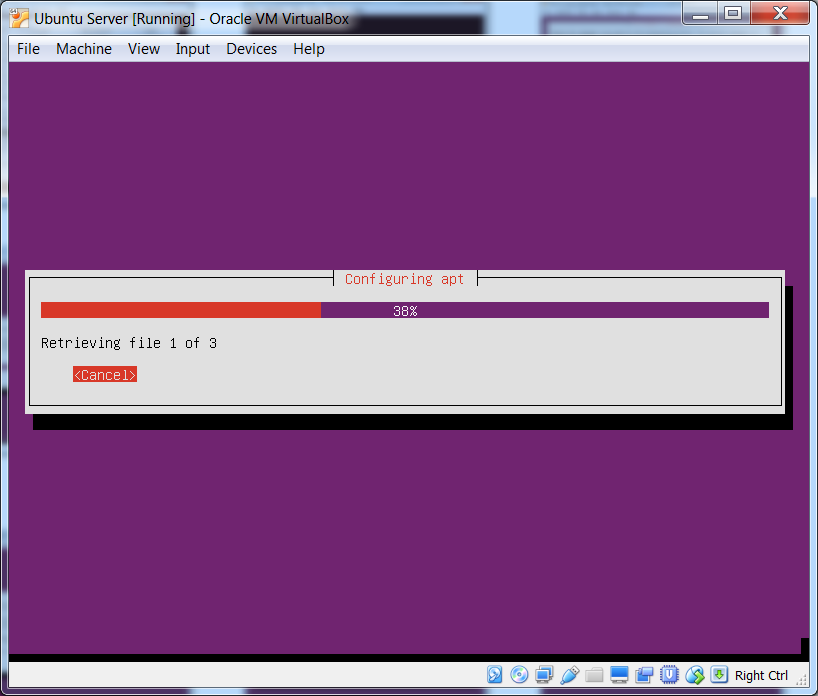 Ubuntu Server [Running] - Oracle VM VirtualBox
File Machine View Input Devices Help
Configuring apt
38%
Retrieving file 1 of 3
<Cancel>
Right Ctrl